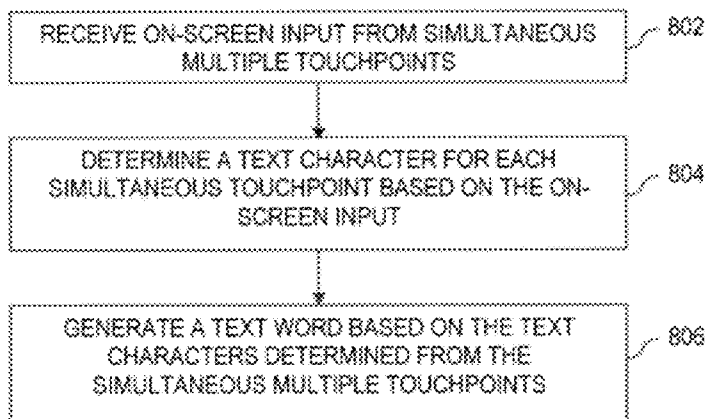 RECEIVE ON-SCREEN INPUT FROM SIMULTANEOUS
MULTIPLE TOUCHPOINTS
802
DETERMINE A TEXT CHARACTER FOR EACH
SIMULTANEOUS TOUCHPOINT BASED ON THE ON-
SCREEN INPUT
804
GENERATE A TEXT WORD BASED ON THE TEXT
CHARACTERS DETERMINED FROM THE
SIMULTANEOUS MULTIPLE TOUCHPOINTS
806